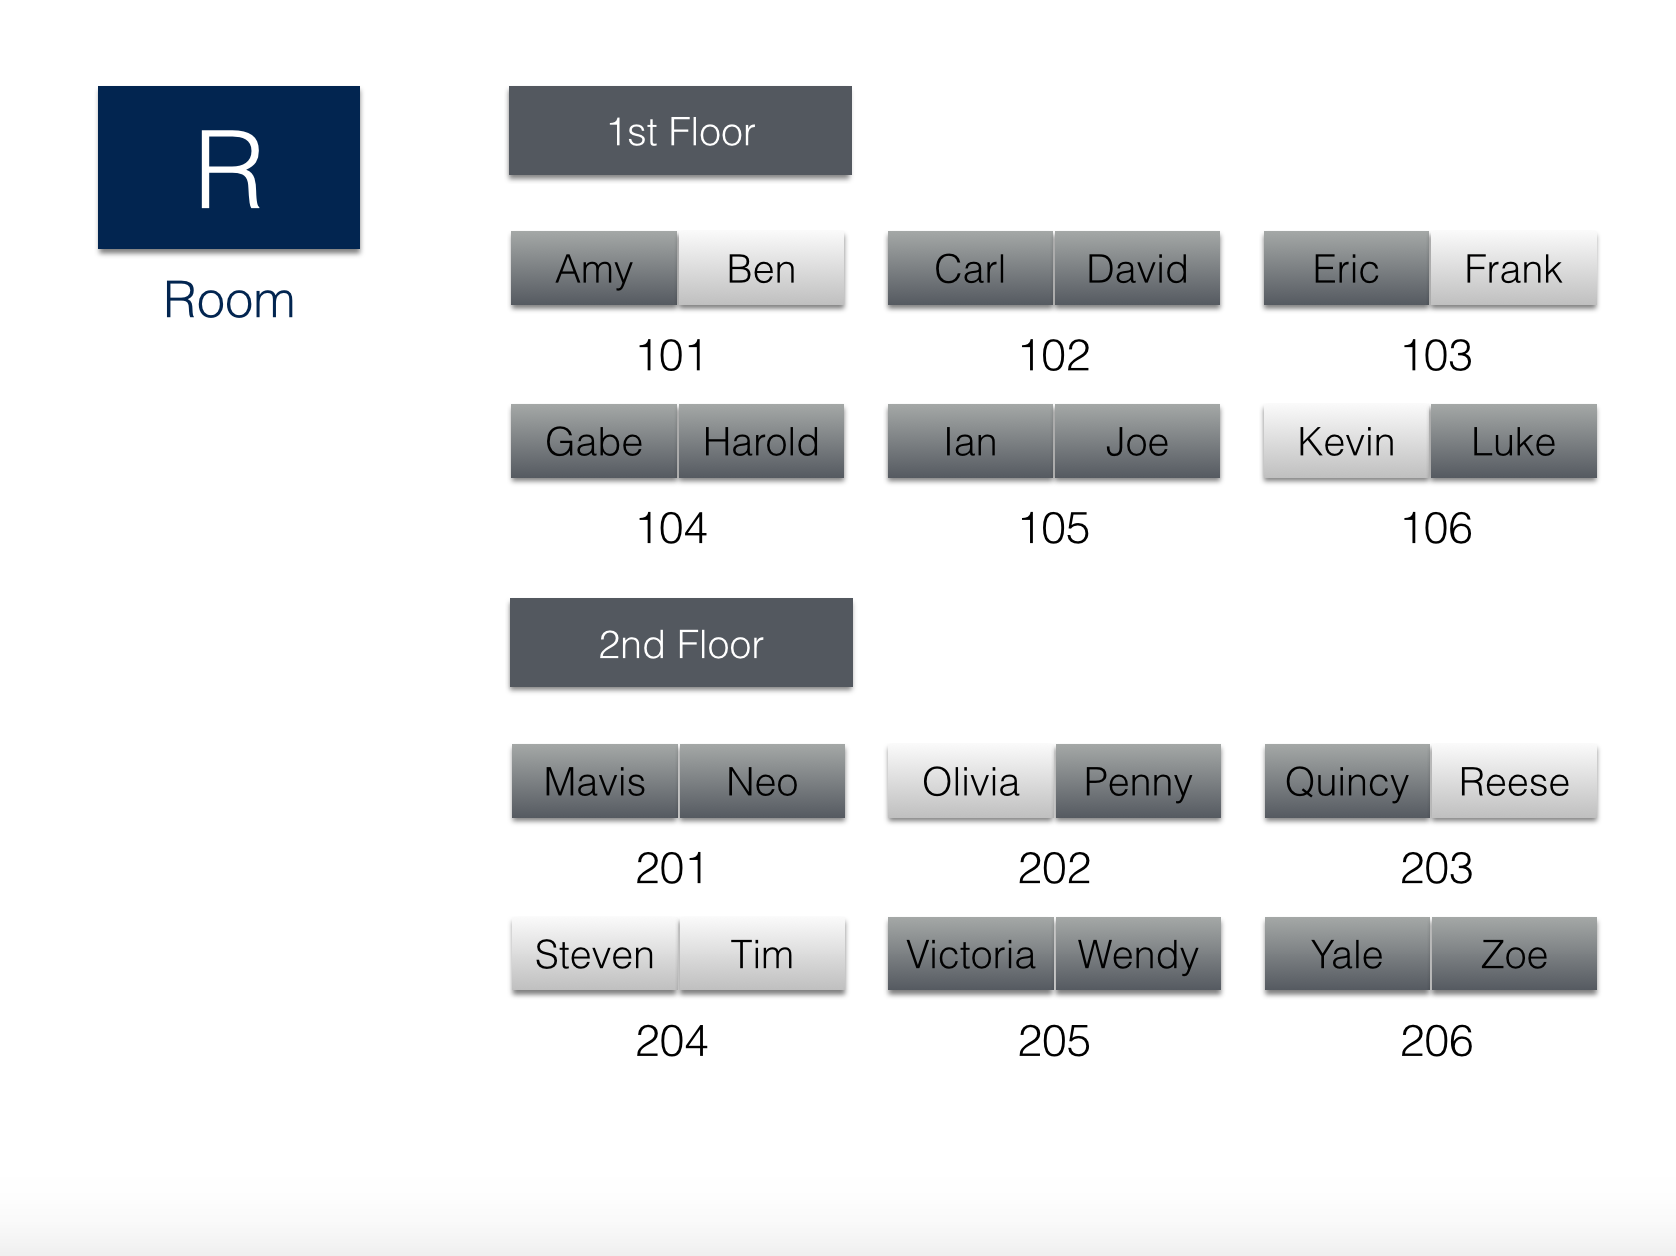 R
Room
1st Floor
Amy Ben Carl David Eric Frank
101 102 103
Gabe Harold Ian Joe Kevin Luke
104 105 106
2nd Floor
Mavis Neo Olivia Penny Quincy Reese
201 202 203
Steven Tim Victoria Wendy Yale Zoe
204 205 206